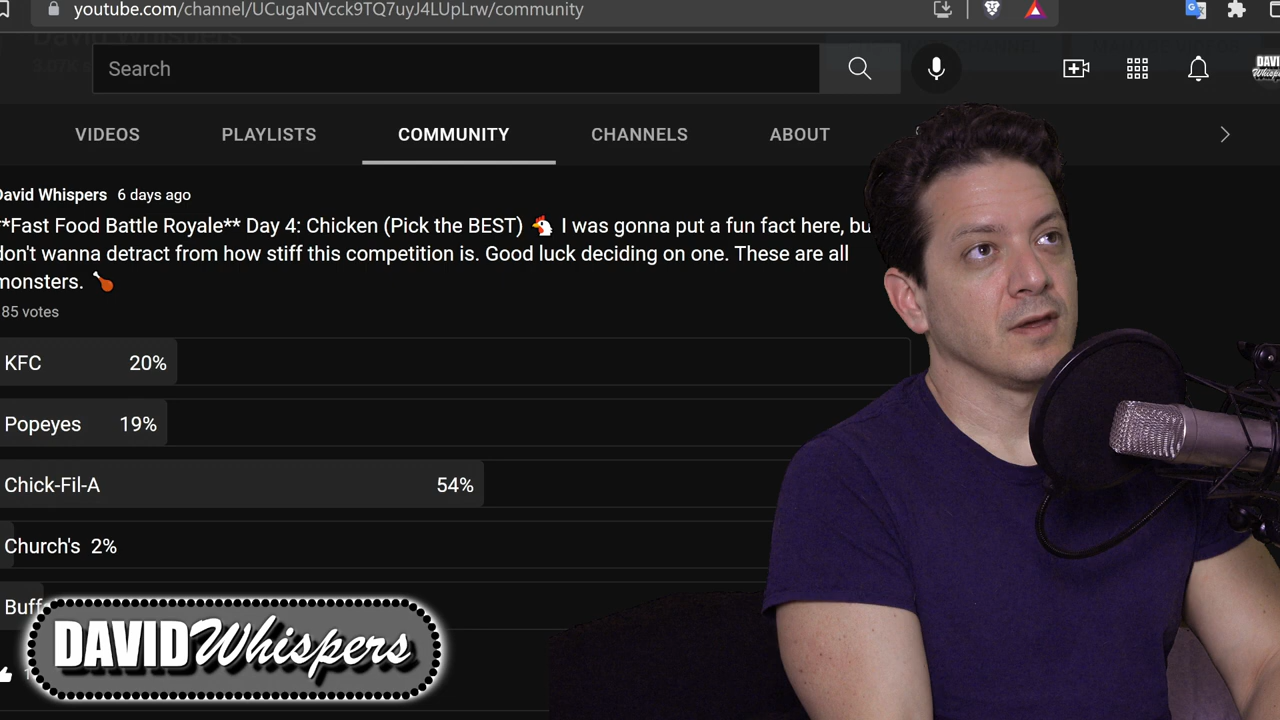 youtube.com/channel/UCugaNVcck9TQ7uyJ4LUpLrw/community
Search
VIDEOS PLAYLISTS COMMUNITY CHANNELS ABOUT
David Whispers 6 days ago
**Fast Food Battle Royale** Day 4: Chicken (Pick the BEST) 🐔 I was gonna put a fun fact here, bu
don't wanna detract from how stiff this competition is. Good luck deciding on one. These are all
monsters. 🍗
85 votes
KFC 20%
Popeyes 19%
Chick-Fil-A 54%
Church's 2%
Buff
DAVID Whispers